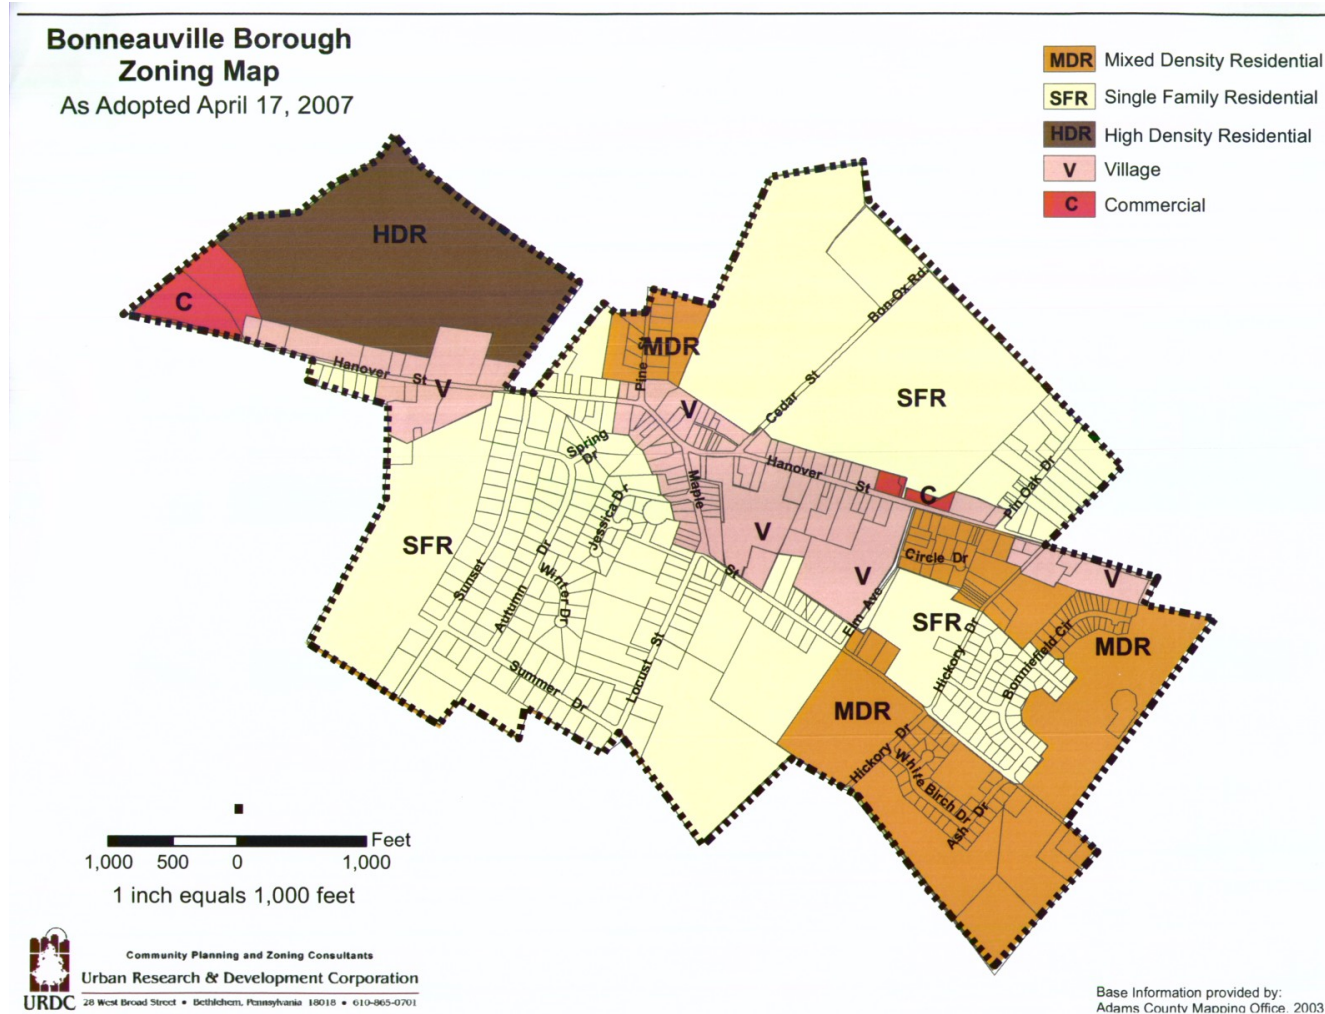 Bonneauville Borough
Zoning Map
As Adopted April 17, 2007
MDR Mixed Density Residential
SFR Single Family Residential
HDR High Density Residential
V Village
C Commercial
HDR
C
MDR
Pine St
Bon-Ox Rd
Hanover St
V
V
Cedar St
SFR
Spring Dr
Hanover St
Maple
C
Pin Oak Dr
Jessica Dr
V
SFR
Circle Dr
V
V
St
Sunset
Autumn Dr
Winter Dr
Elm Ave
SFR
Hickory Dr
Bonniefield Cir
MDR
Locust St
Summer Dr
MDR
Hickory Dr
White Birch Dr
Ash Dr
Feet
1,000 500 0 1,000
1 inch equals 1,000 feet
Community Planning and Zoning Consultants
Urban Research & Development Corporation
URDC 28 West Broad Street • Bethlehem, Pennsylvania 18018 • 610-865-0701
Base Information provided by:
Adams County Mapping Office, 2003